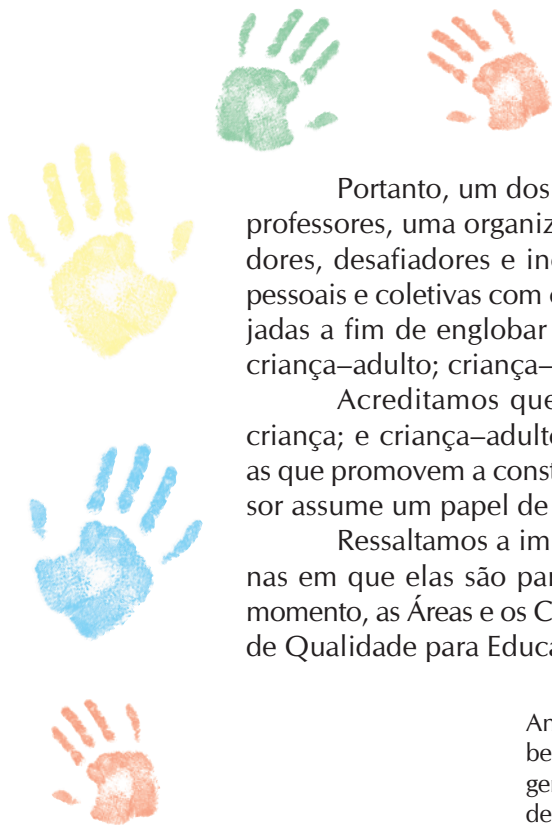 Portanto, um dos
professores, uma organiz
dores, desafiadores e in
pessoais e coletivas com
jadas a fim de englobar
criança–adulto; criança–
Acreditamos que
criança; e criança–adulto
as que promovem a const
sor assume um papel de
Ressaltamos a im
nas em que elas são par
momento, as Áreas e os C
de Qualidade para Educa
An
be
ger
de